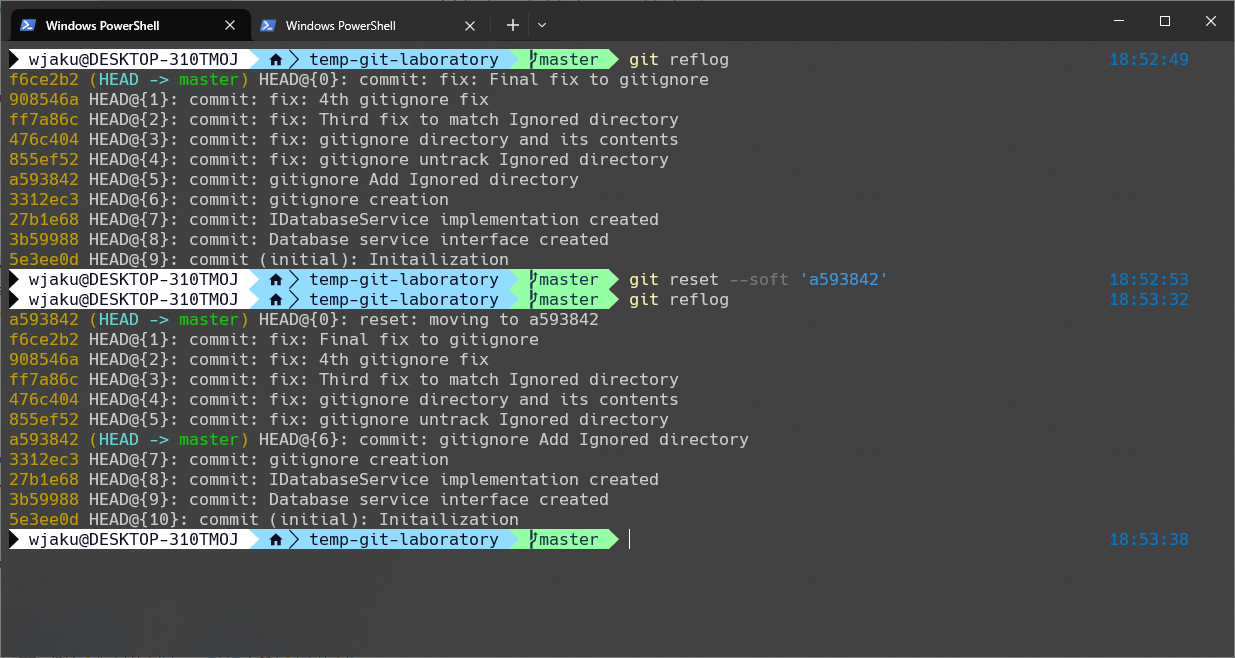 Windows PowerShell
Windows PowerShell
wjaku@DESKTOP-310TMOJ temp-git-laboratory master git reflog 18:52:49
f6ce2b2 (HEAD -> master) HEAD@{0}: commit: fix: Final fix to gitignore
908546a HEAD@{1}: commit: fix: 4th gitignore fix
ff7a86c HEAD@{2}: commit: fix: Third fix to match Ignored directory
476c404 HEAD@{3}: commit: fix: gitignore directory and its contents
855ef52 HEAD@{4}: commit: fix: gitignore untrack Ignored directory
a593842 HEAD@{5}: commit: gitignore Add Ignored directory
3312ec3 HEAD@{6}: commit: gitignore creation
27b1e68 HEAD@{7}: commit: IDatabaseService implementation created
3b59988 HEAD@{8}: commit: Database service interface created
5e3ee0d HEAD@{9}: commit (initial): Initailization
wjaku@DESKTOP-310TMOJ temp-git-laboratory master git reset --soft 'a593842' 18:52:53
wjaku@DESKTOP-310TMOJ temp-git-laboratory master git reflog 18:53:32
a593842 (HEAD -> master) HEAD@{0}: reset: moving to a593842
f6ce2b2 HEAD@{1}: commit: fix: Final fix to gitignore
908546a HEAD@{2}: commit: fix: 4th gitignore fix
ff7a86c HEAD@{3}: commit: fix: Third fix to match Ignored directory
476c404 HEAD@{4}: commit: fix: gitignore directory and its contents
855ef52 HEAD@{5}: commit: fix: gitignore untrack Ignored directory
a593842 (HEAD -> master) HEAD@{6}: commit: gitignore Add Ignored directory
3312ec3 HEAD@{7}: commit: gitignore creation
27b1e68 HEAD@{8}: commit: IDatabaseService implementation created
3b59988 HEAD@{9}: commit: Database service interface created
5e3ee0d HEAD@{10}: commit (initial): Initailization
wjaku@DESKTOP-310TMOJ temp-git-laboratory master 18:53:38